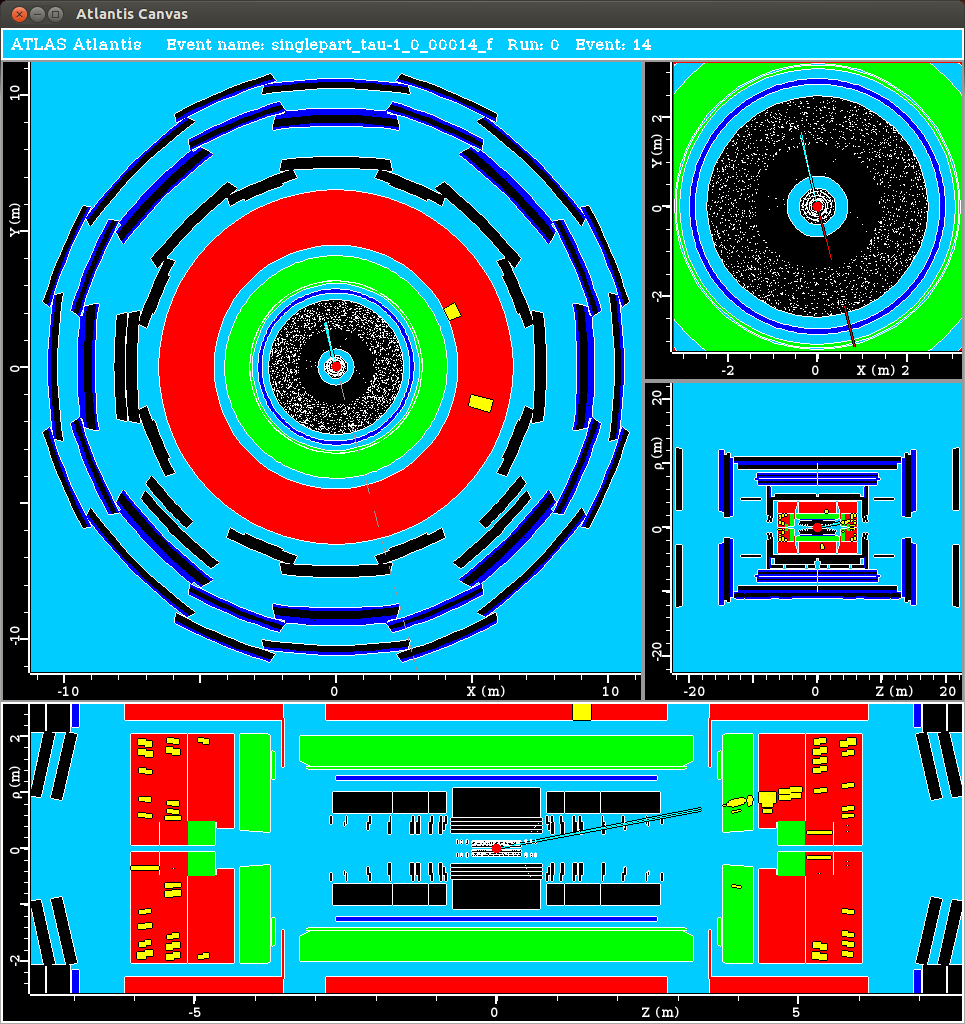 Atlantis Canvas
ATLAS Atlantis Event name: singlepart_tau-1_0_00014_f Run: 0 Event: 14
10
Y (m)
0
-10
-10 0 X (m) 10
2
Y (m)
0
-2
-2 0 X (m) 2
20
ρ (m)
0
-20
-20 0 Z (m) 20
2
ρ (m)
0
-2
-5 0 Z (m) 5